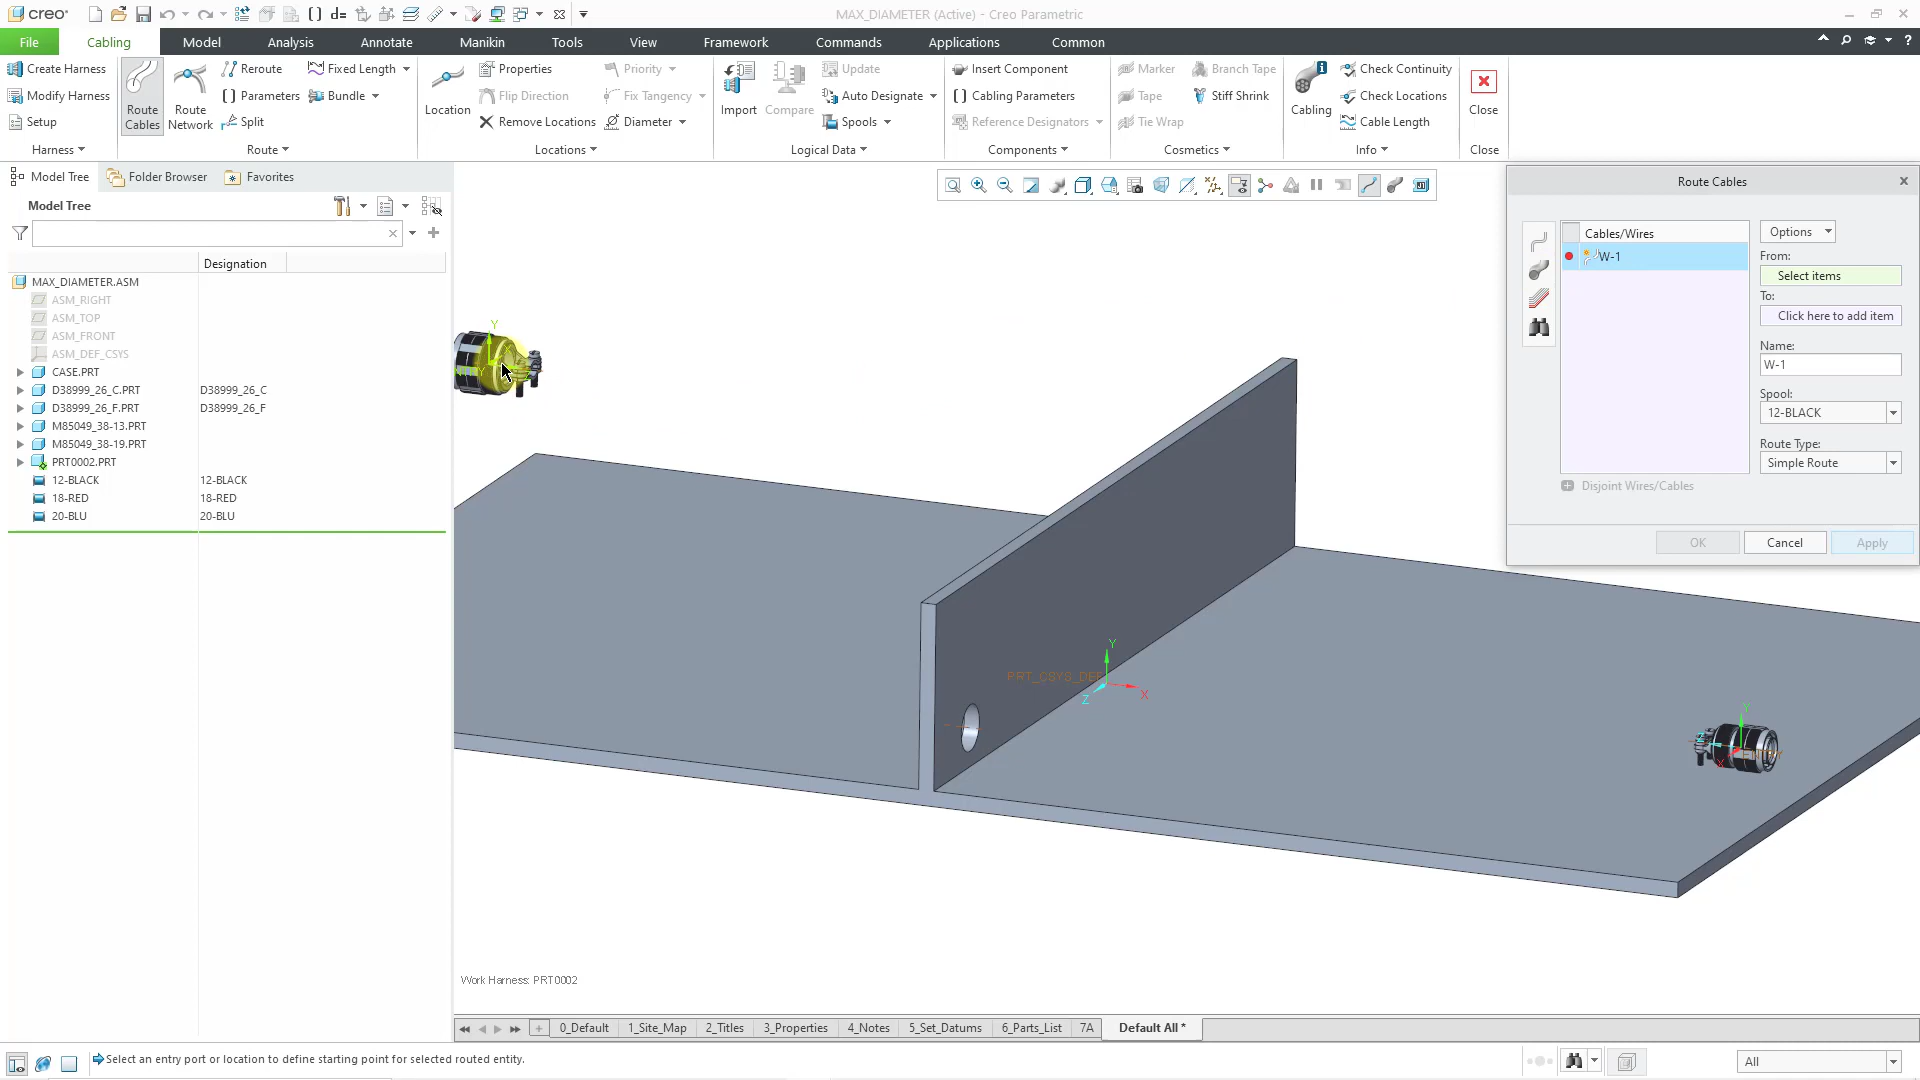 creo MAX_DIAMETER (Active) - Creo Parametric
File Cabling Model Analysis Annotate Manikin Tools View Framework Commands Applications Common
Create Harness
Modify Harness
Setup
Harness
Route Cables
Route Network
Reroute
Parameters
Split
Fixed Length
Bundle
Route
Location
Properties
Flip Direction
Remove Locations
Priority
Fix Tangency
Diameter
Locations
Import
Compare
Update
Auto Designate
Spools
Logical Data
Insert Component
Cabling Parameters
Reference Designators
Components
Marker
Tape
Tie Wrap
Branch Tape
Stiff Shrink
Cosmetics
Cabling
Check Continuity
Check Locations
Cable Length
Info
Close
Close
Model Tree Folder Browser Favorites
Model Tree
Designation
MAX_DIAMETER.ASM
ASM_RIGHT
ASM_TOP
ASM_FRONT
ASM_DEF_CSYS
CASE.PRT
D38999_26_C.PRT D38999_26_C
D38999_26_F.PRT D38999_26_F
M85049_38-13.PRT
M85049_38-19.PRT
PRT0002.PRT
12-BLACK 12-BLACK
18-RED 18-RED
20-BLU 20-BLU
Y
PRT_CSYS_DEF
Y
X
Z
Y
Z
X
Work Harness: PRT0002
Route Cables
Cables/Wires
W-1
Disjoint Wires/Cables
Options
From:
Select items
To:
Click here to add item
Name:
W-1
Spool:
12-BLACK
Route Type:
Simple Route
OK Cancel Apply
0_Default 1_Site_Map 2_Titles 3_Properties 4_Notes 5_Set_Datums 6_Parts_List 7A Default All *
Select an entry port or location to define starting point for selected routed entity.
All